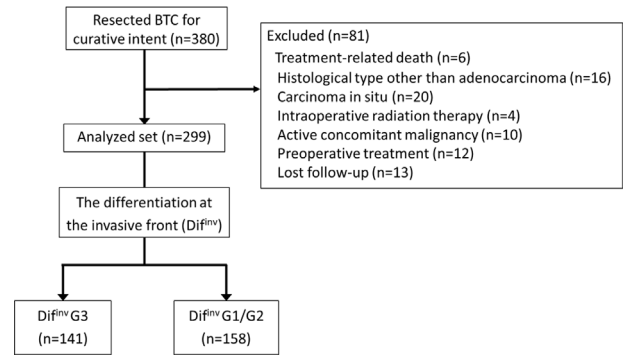 Resected BTC for
curative intent (n=380)
Excluded (n=81)
Treatment-related death (n=6)
Histological type other than adenocarcinoma (n=16)
Carcinoma in situ (n=20)
Intraoperative radiation therapy (n=4)
Active concomitant malignancy (n=10)
Preoperative treatment (n=12)
Lost follow-up (n=13)
Analyzed set (n=299)
The differentiation at
the invasive front (Difⁱⁿᵛ)
Difⁱⁿᵛ G3
(n=141)
Difⁱⁿᵛ G1/G2
(n=158)